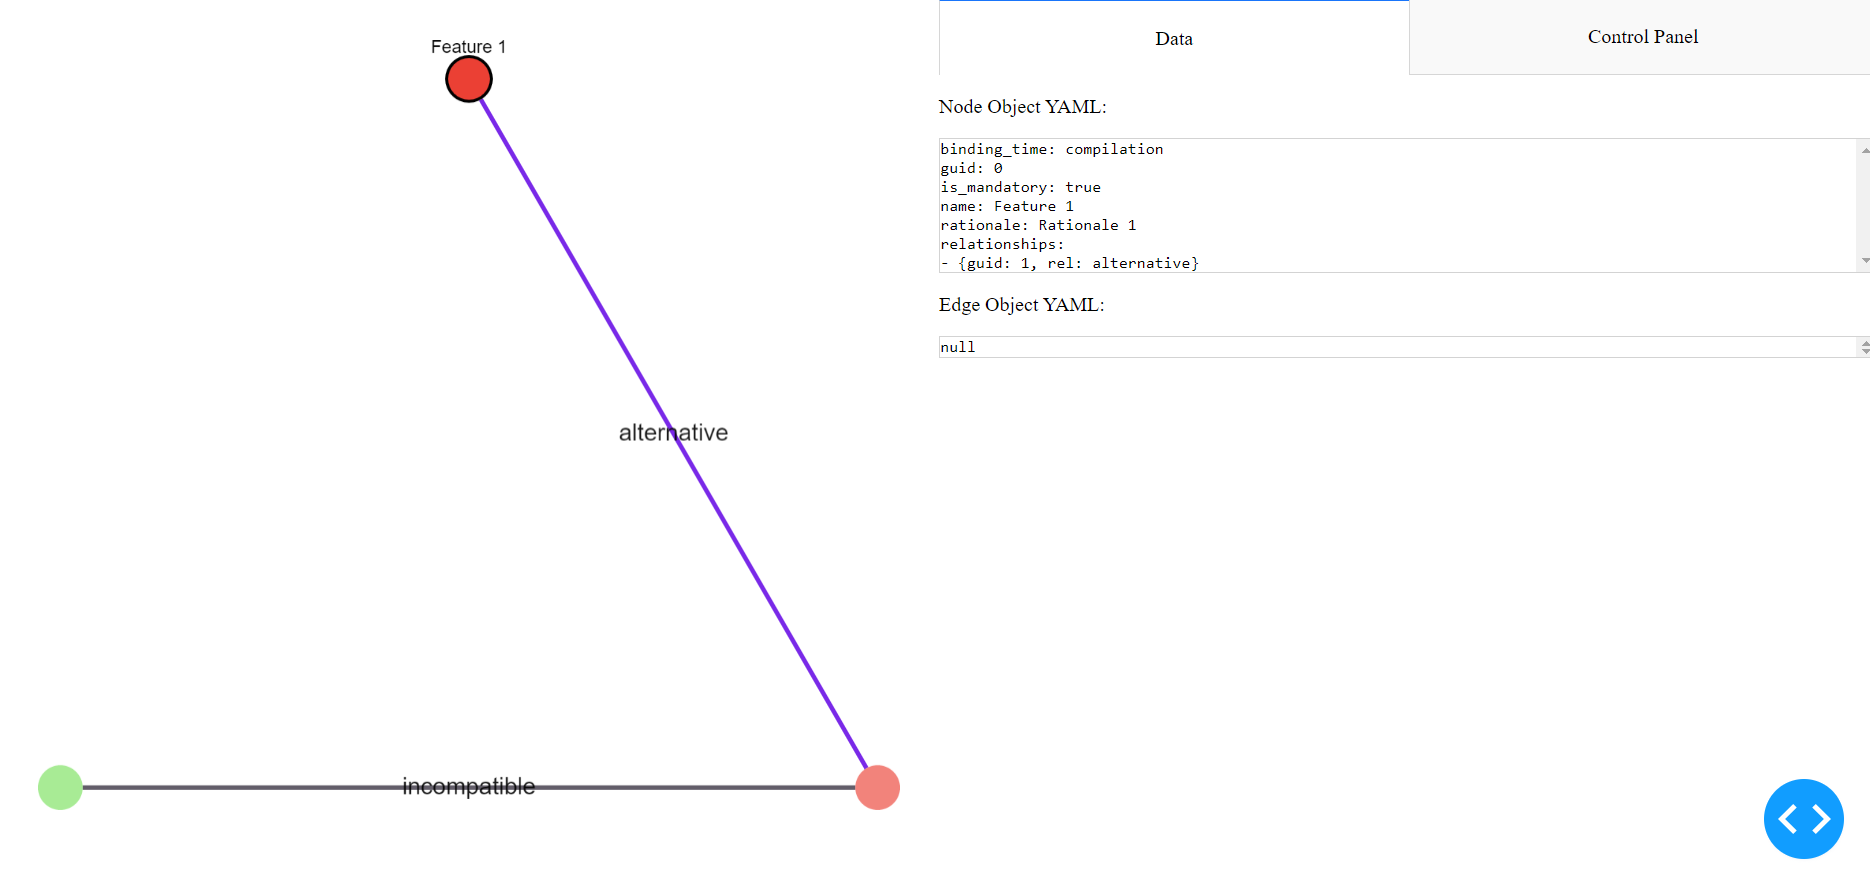 Feature 1
alternative
incompatible
Data
Control Panel
Node Object YAML:
binding_time: compilation
guid: 0
is_mandatory: true
name: Feature 1
rationale: Rationale 1
relationships:
- {guid: 1, rel: alternative}
Edge Object YAML:
null